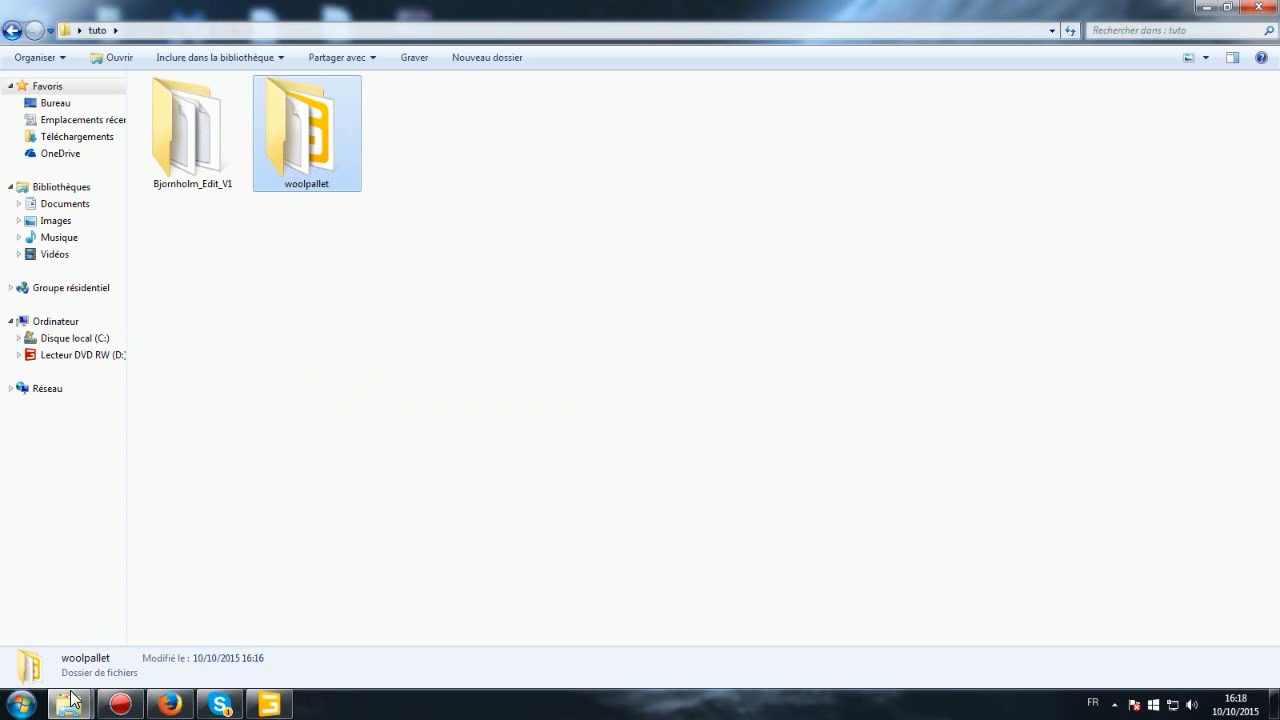 tuto
Rechercher dans : tuto
Organiser
Ouvrir
Inclure dans la bibliothèque
Partager avec
Graver
Nouveau dossier
Favoris
Bureau
Emplacements récer
Téléchargements
OneDrive
Bibliothèques
Documents
Images
Musique
Vidéos
Groupe résidentiel
Ordinateur
Disque local (C:)
Lecteur DVD RW (D:)
Réseau
Bjornholm_Edit_V1
woolpallet
woolpallet
Modifié le : 10/10/2015 16:16
Dossier de fichiers
FR
16:18
10/10/2015